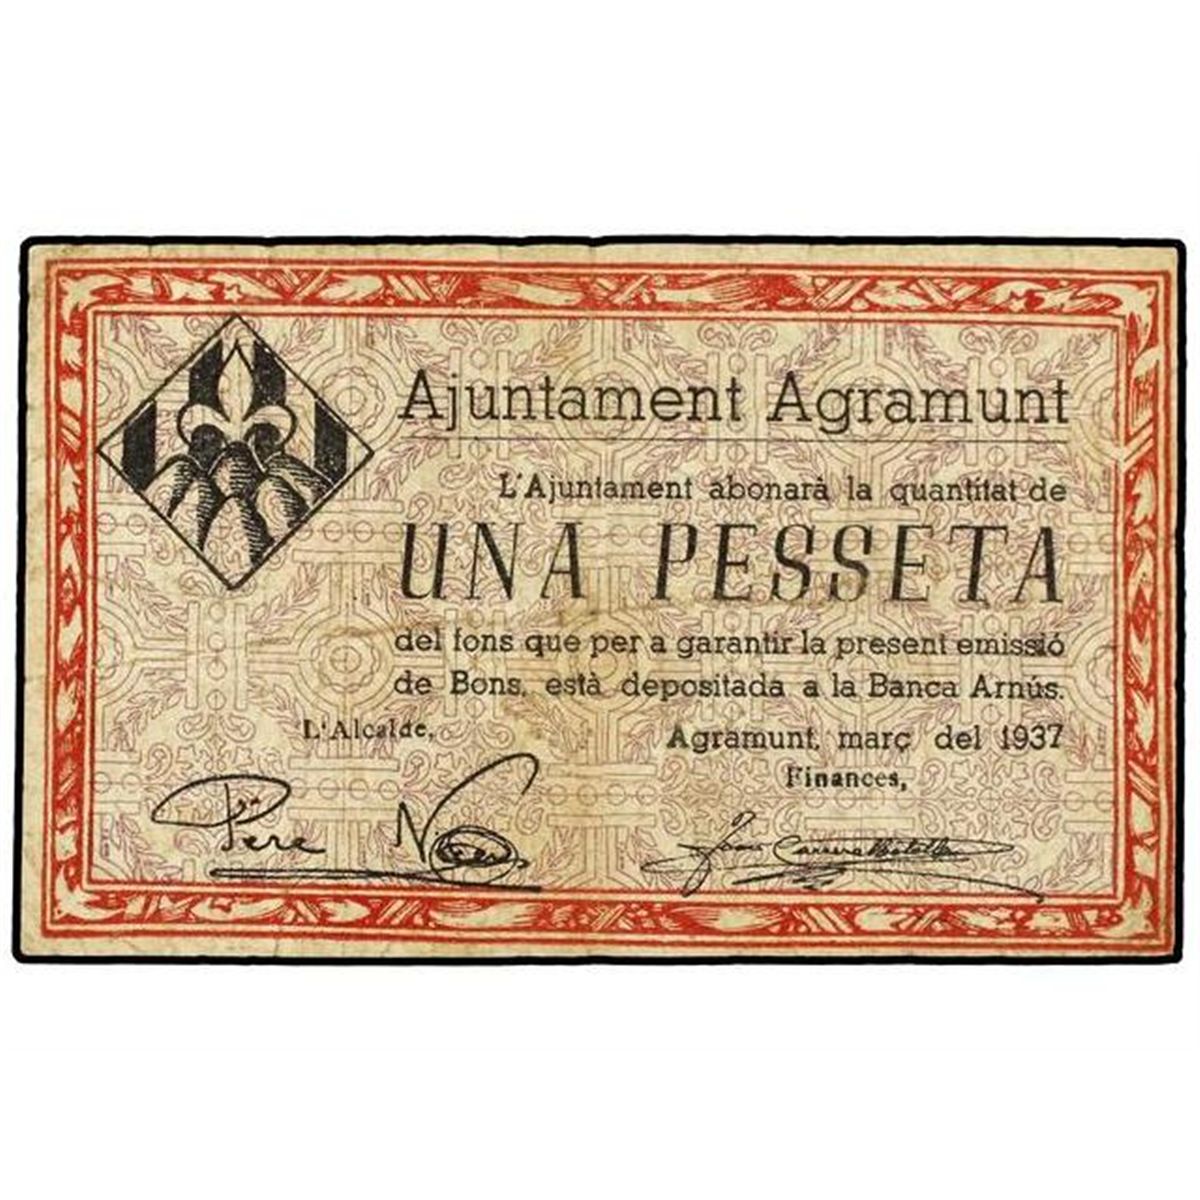 Ajuntament Agramunt
L'Ajuntament abonarà la quantitat de
UNA PESSETA
del fons que per a garantir la present emissió
de Bons, està depositada a la Banca Arnús.
L'Alcalde,
Agramunt, març del 1937
Finances,
Pere
Joan